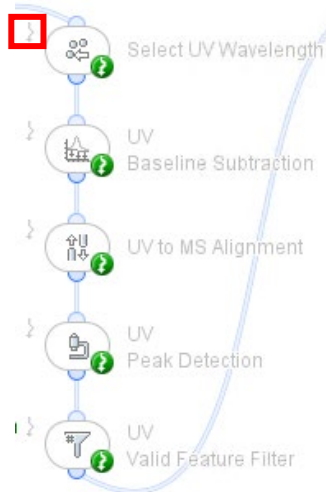 Select UV Wavelength
UV
Baseline Subtraction
UV to MS Alignment
UV
Peak Detection
UV
Valid Feature Filter